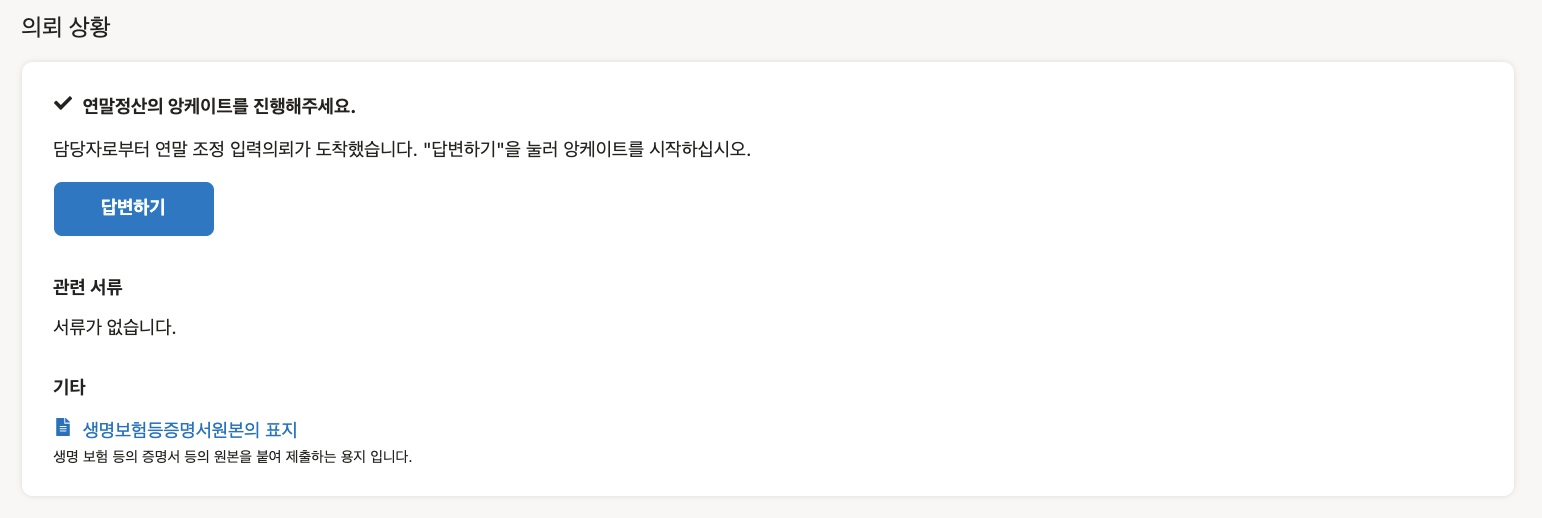 의뢰 상황
연말정산의 앙케이트를 진행해주세요.
담당자로부터 연말 조정 입력의뢰가 도착했습니다. "답변하기"을 눌러 앙케이트를 시작하십시오.
답변하기
관련 서류
서류가 없습니다.
기타
생명보험등증명서원본의 표지
생명 보험 등의 증명서 등의 원본을 붙여 제출하는 용지 입니다.